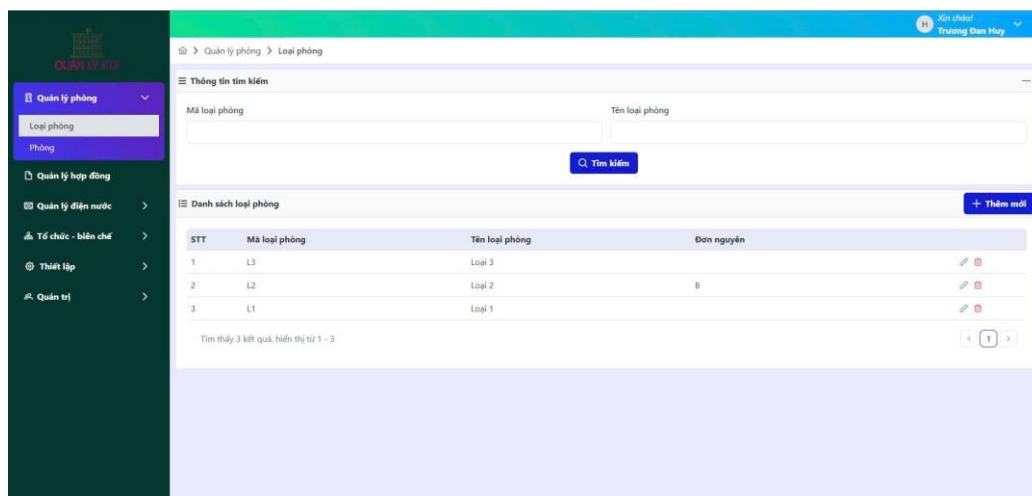 QUẢN LÝ KTX
Xin chào!
H
Trương Đan Huy
Quản lý phòng > Loại phòng
Thông tin tìm kiếm
Quản lý phòng
Mã loại phòng
Tên loại phòng
Loại phòng
Phòng
Tìm kiếm
Quản lý hợp đồng
Quản lý điện nước
Danh sách loại phòng
+ Thêm mới
Tổ chức - biên chế
STT Mã loại phòng Tên loại phòng Đơn nguyên
Thiết lập
1 L3 Loại 3
2 L2 Loại 2 B
Quản trị
3 L1 Loại 1
Tìm thấy 3 kết quả, hiển thị từ 1 - 3
< 1 >